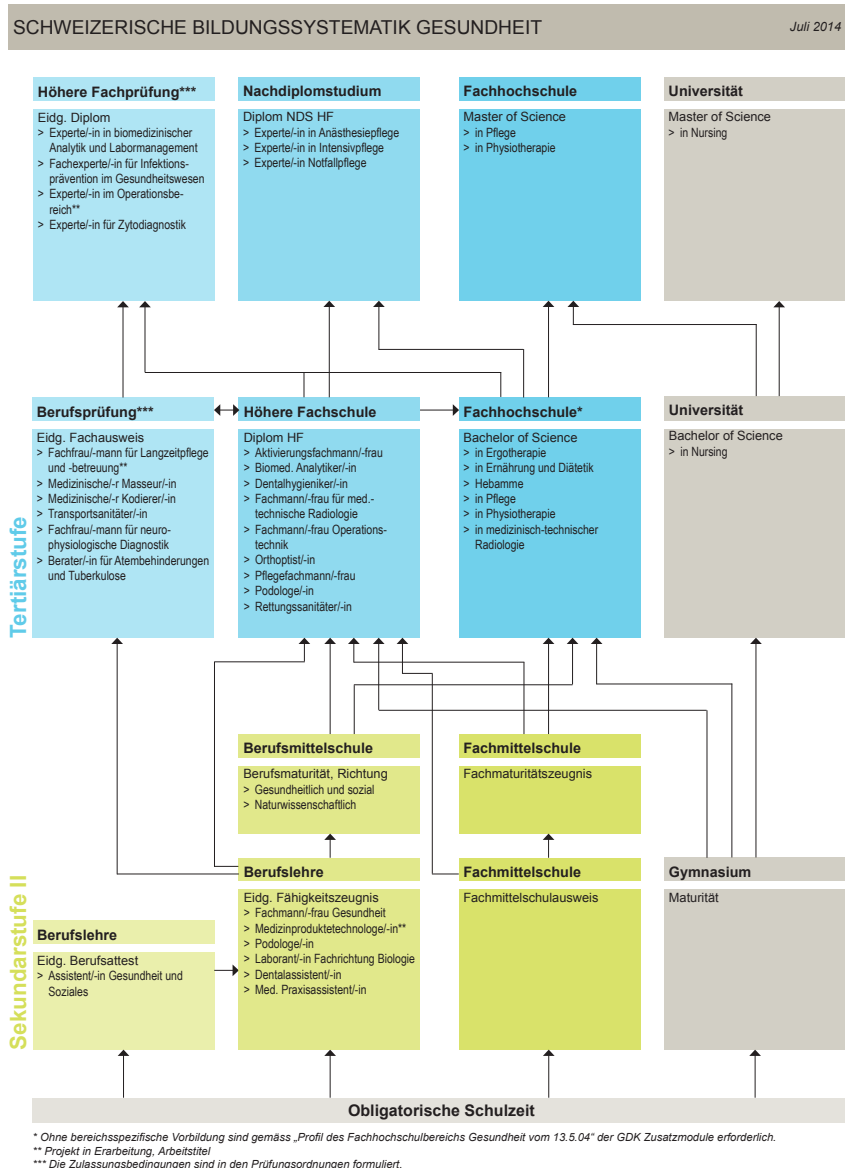 SCHWEIZERISCHE BILDUNGSSYSTEMATIK GESUNDHEIT
Juli 2014
Höhere Fachprüfung***
Eidg. Diplom
> Experte/-in in biomedizinischer
Analytik und Labormanagement
> Fachexperte/-in für Infektions-
prävention im Gesundheitswesen
> Experte/-in im Operationsbe-
reich**
> Experte/-in für Zytodiagnostik
Nachdiplomstudium
Diplom NDS HF
> Experte/-in in Anästhesiepflege
> Experte/-in in Intensivpflege
> Experte/-in Notfallpflege
Fachhochschule
Master of Science
> in Pflege
> in Physiotherapie
Universität
Master of Science
> in Nursing
Tertiärstufe
Berufsprüfung***
Eidg. Fachausweis
> Fachfrau/-mann für Langzeitpflege
und -betreuung**
> Medizinische/-r Masseur/-in
> Medizinische/-r Kodierer/-in
> Transportsanitäter/-in
> Fachfrau/-mann für neuro-
physiologische Diagnostik
> Berater/-in für Atembehinderungen
und Tuberkulose
Höhere Fachschule
Diplom HF
> Aktivierungsfachmann/-frau
> Biomed. Analytiker/-in
> Dentalhygieniker/-in
> Fachmann/-frau für med.-
technische Radiologie
> Fachmann/-frau Operations-
technik
> Orthoptist/-in
> Pflegefachmann/-frau
> Podologe/-in
> Rettungssanitäter/-in
Fachhochschule*
Bachelor of Science
> in Ergotherapie
> in Ernährung und Diätetik
> Hebamme
> in Pflege
> in Physiotherapie
> in medizinisch-technischer
Radiologie
Universität
Bachelor of Science
> in Nursing
Sekundarstufe II
Berufsmittelschule
Berufsmaturität, Richtung
> Gesundheitlich und sozial
> Naturwissenschaftlich
Fachmittelschule
Fachmaturitätszeugnis
Berufslehre
Eidg. Berufsattest
> Assistent/-in Gesundheit und
Soziales
Berufslehre
Eidg. Fähigkeitszeugnis
> Fachmann/-frau Gesundheit
> Medizinproduktetechnologe/-in**
> Podologe/-in
> Laborant/-in Fachrichtung Biologie
> Dentalassistent/-in
> Med. Praxisassistent/-in
Fachmittelschule
Fachmittelschulausweis
Gymnasium
Maturität
Obligatorische Schulzeit
* Ohne bereichsspezifische Vorbildung sind gemäss „Profil des Fachhochschulbereichs Gesundheit vom 13.5.04“ der GDK Zusatzmodule erforderlich.
** Projekt in Erarbeitung, Arbeitstitel
*** Die Zulassungsbedingungen sind in den Prüfungsordnungen formuliert.